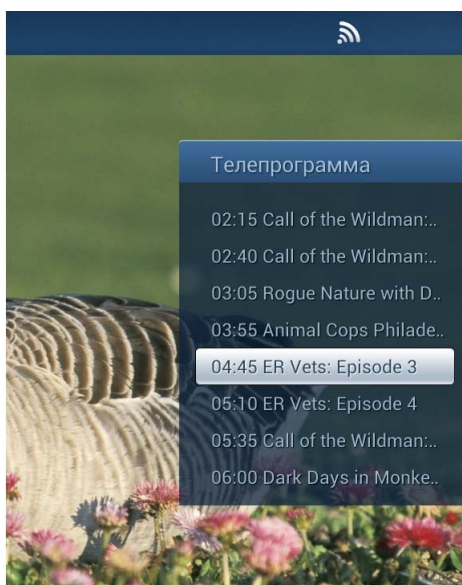 Телепрограмма
02:15 Call of the Wildman:..
02:40 Call of the Wildman:..
03:05 Rogue Nature with D..
03:55 Animal Cops Philade..
04:45 ER Vets: Episode 3
05:10 ER Vets: Episode 4
05:35 Call of the Wildman:..
06:00 Dark Days in Monke..